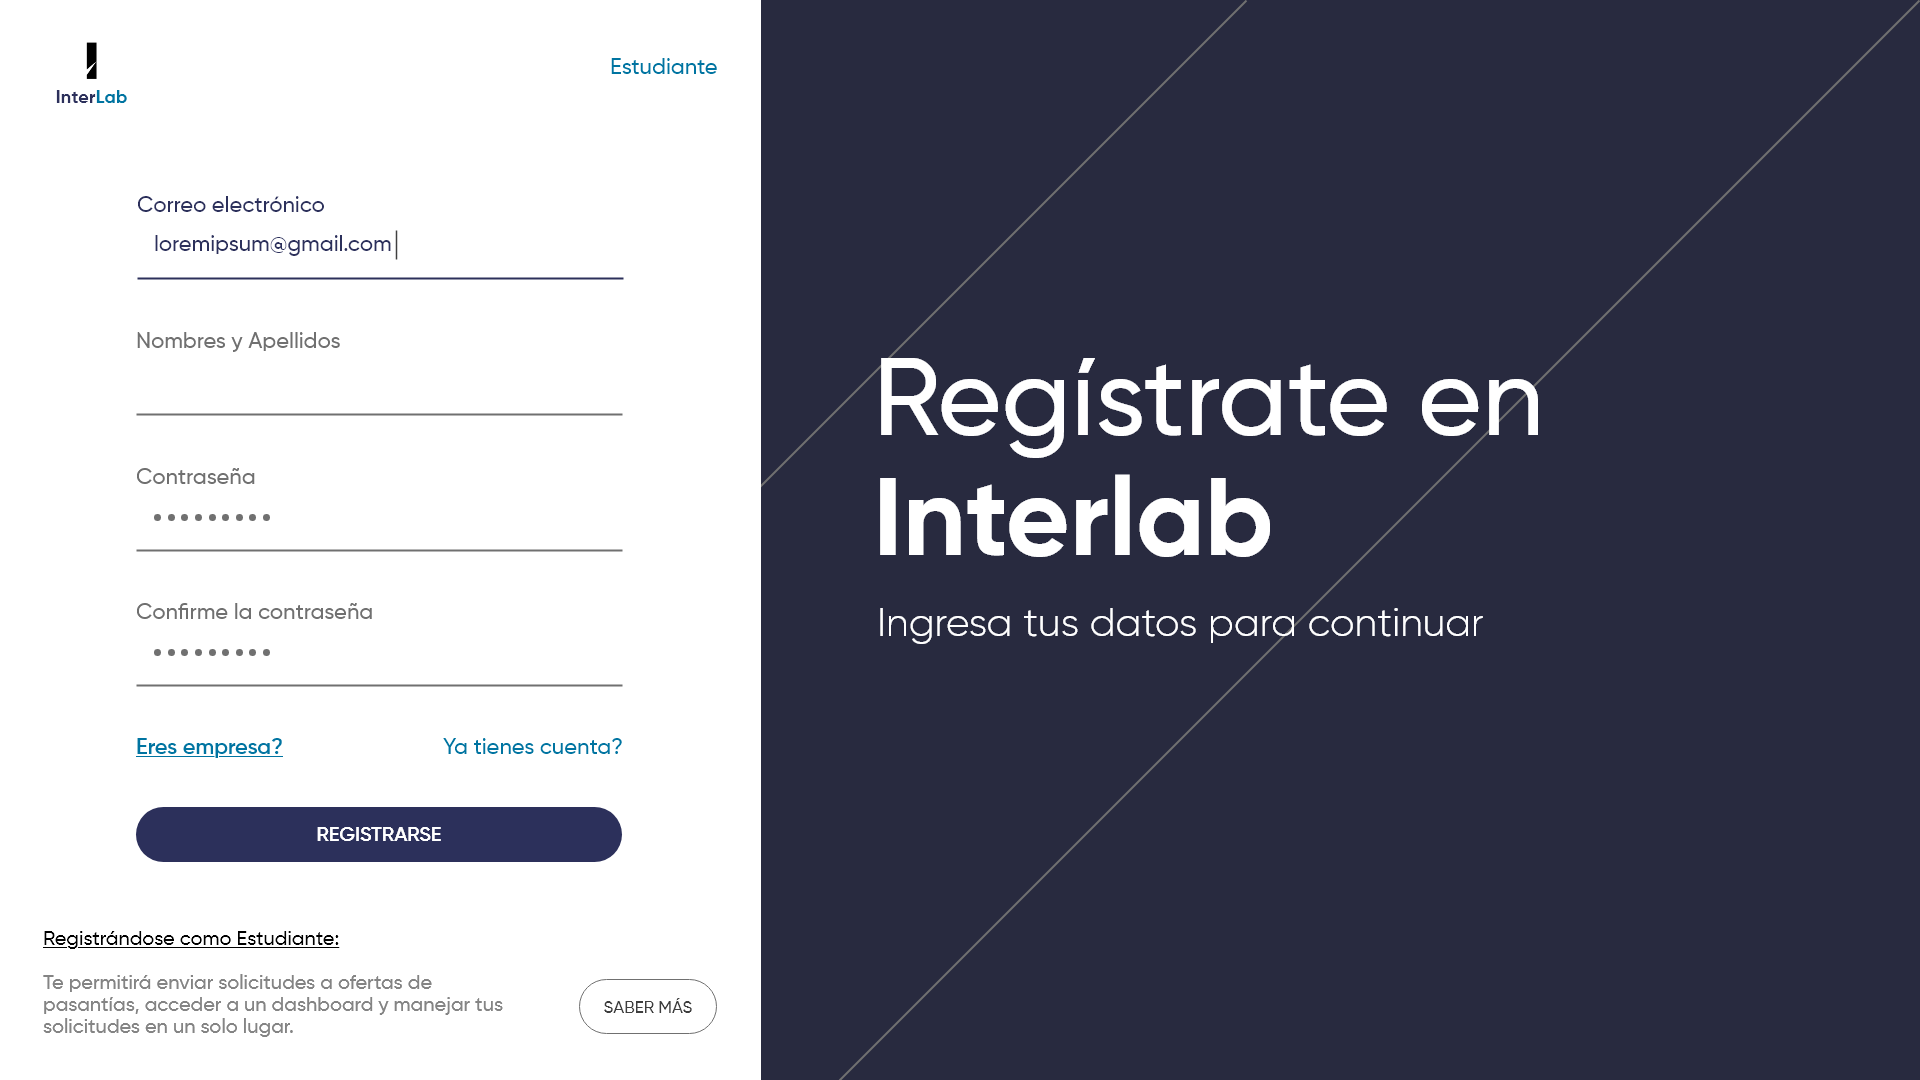 InterLab
Estudiante
Correo electrónico
loremipsum@gmail.com
Nombres y Apellidos
Contraseña
•••••••••
Confirme la contraseña
•••••••••
Eres empresa?
Ya tienes cuenta?
REGISTRARSE
Registrándose como Estudiante:
Te permitirá enviar solicitudes a ofertas de
pasantías, acceder a un dashboard y manejar tus
solicitudes en un solo lugar.
SABER MÁS
Regístrate en
Interlab
Ingresa tus datos para continuar